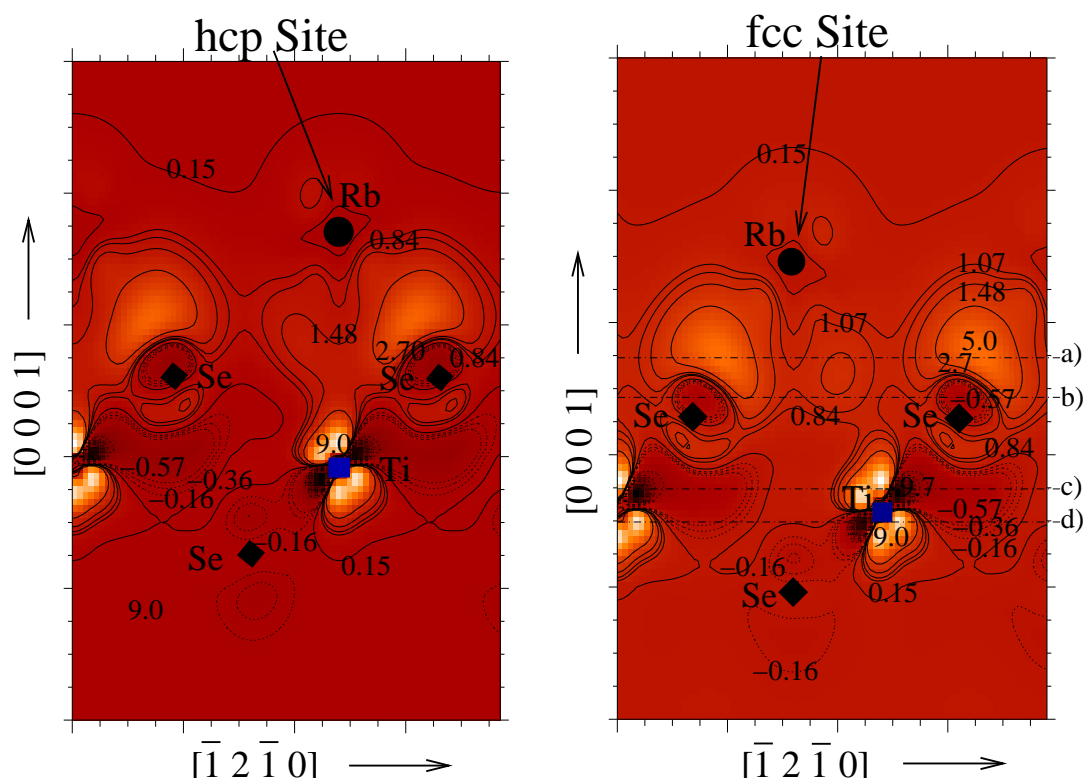 hcp Site
0.15
Rb
0.84
1.48
2.70
0.84
Se
Se
9.0
Ti
−0.57
−0.36
−0.16
−0.16
Se
0.15
9.0
[0 0 0 1]
[1̅ 2 1̅ 0]
fcc Site
0.15
Rb
1.07
1.48
1.07
5.0
a)
2.7
b)
−0.57
Se
Se
0.84
0.84
c)
9.7
Ti
−0.57
d)
−0.36
9.0
−0.16
−0.16
Se
0.15
−0.16
[0 0 0 1]
[1̅ 2 1̅ 0]